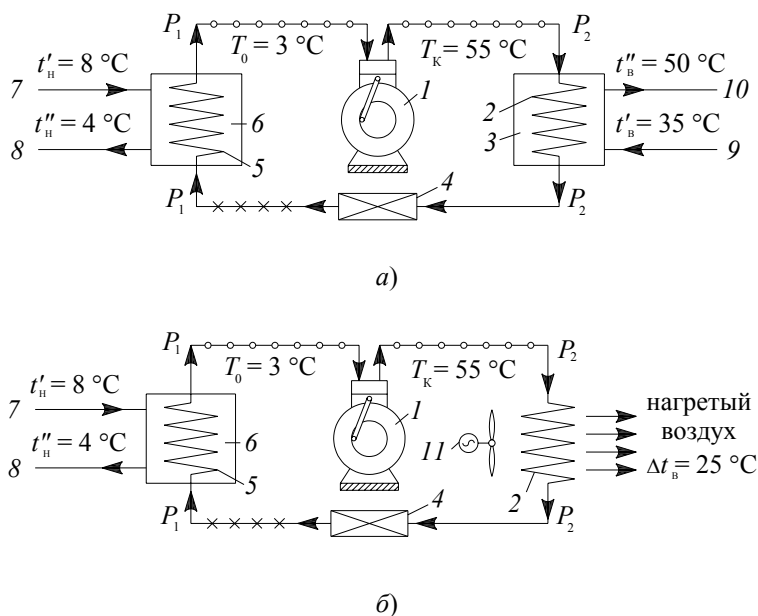 P₁ T₀ = 3 °C T_К = 55 °C P₂
t′_н = 8 °C 1 t″_в = 50 °C
7 2 10
6 3 t′_в = 35 °C
t″_н = 4 °C
8 5 4 9
P₁ P₂
а)
P₁ T₀ = 3 °C T_К = 55 °C P₂
t′_н = 8 °C 1 нагретый
7 воздух
6 11
t″_н = 4 °C Δt_в = 25 °C
8 5 4 2
P₁ P₂
б)